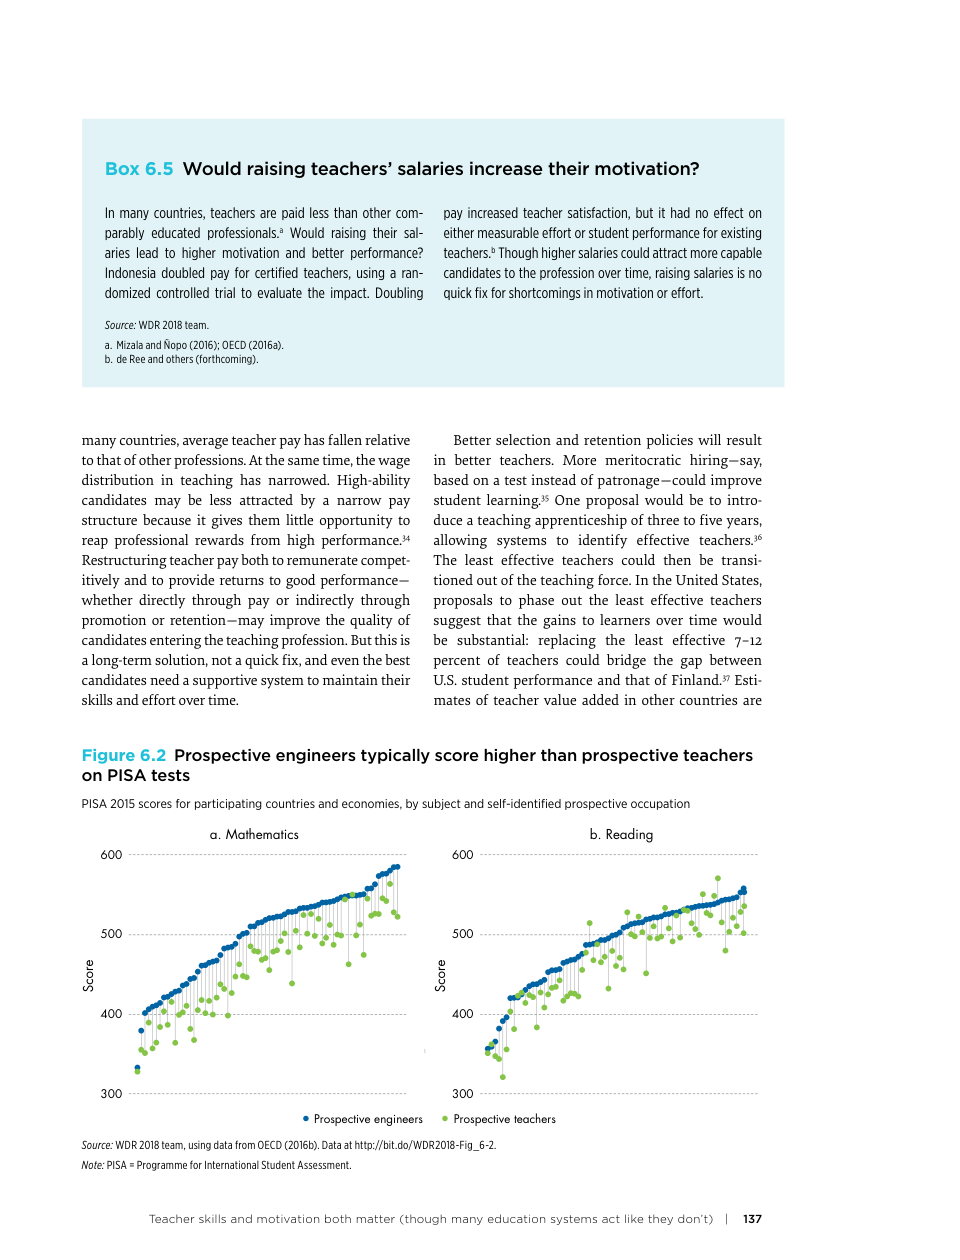 Box 6.5 Would raising teachers’ salaries increase their motivation?
In many countries, teachers are paid less than other com-
parably educated professionals.ᵃ Would raising their sal-
aries lead to higher motivation and better performance?
Indonesia doubled pay for certified teachers, using a ran-
domized controlled trial to evaluate the impact. Doubling
pay increased teacher satisfaction, but it had no effect on
either measurable effort or student performance for existing
teachers.ᵇ Though higher salaries could attract more capable
candidates to the profession over time, raising salaries is no
quick fix for shortcomings in motivation or effort.
Source: WDR 2018 team.
a. Mizala and Ñopo (2016); OECD (2016a).
b. de Ree and others (forthcoming).
many countries, average teacher pay has fallen relative
to that of other professions. At the same time, the wage
distribution in teaching has narrowed. High-ability
candidates may be less attracted by a narrow pay
structure because it gives them little opportunity to
reap professional rewards from high performance.³⁴
Restructuring teacher pay both to remunerate compet-
itively and to provide returns to good performance—
whether directly through pay or indirectly through
promotion or retention—may improve the quality of
candidates entering the teaching profession. But this is
a long-term solution, not a quick fix, and even the best
candidates need a supportive system to maintain their
skills and effort over time.
Better selection and retention policies will result
in better teachers. More meritocratic hiring—say,
based on a test instead of patronage—could improve
student learning.³⁵ One proposal would be to intro-
duce a teaching apprenticeship of three to five years,
allowing systems to identify effective teachers.³⁶
The least effective teachers could then be transi-
tioned out of the teaching force. In the United States,
proposals to phase out the least effective teachers
suggest that the gains to learners over time would
be substantial: replacing the least effective 7–12
percent of teachers could bridge the gap between
U.S. student performance and that of Finland.³⁷ Esti-
mates of teacher value added in other countries are
Figure 6.2 Prospective engineers typically score higher than prospective teachers
on PISA tests
PISA 2015 scores for participating countries and economies, by subject and self-identified prospective occupation
a. Mathematics
600
500
400
300
Score
b. Reading
600
500
400
300
Score
Prospective engineers
Prospective teachers
Source: WDR 2018 team, using data from OECD (2016b). Data at http://bit.do/WDR2018-Fig_6-2.
Note: PISA = Programme for International Student Assessment.
Teacher skills and motivation both matter (though many education systems act like they don’t) | 137